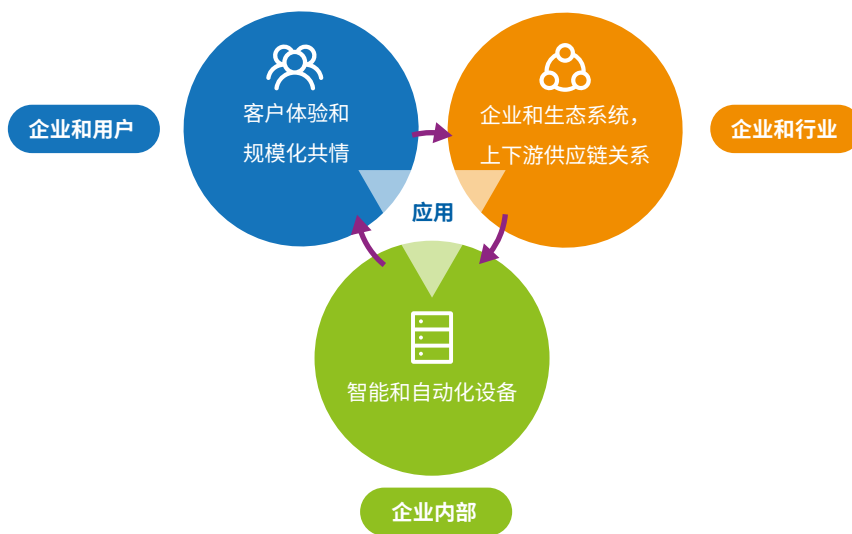 企业和用户
客户体验和
规模化共情
企业和生态系统，
上下游供应链关系
企业和行业
应用
智能和自动化设备
企业内部